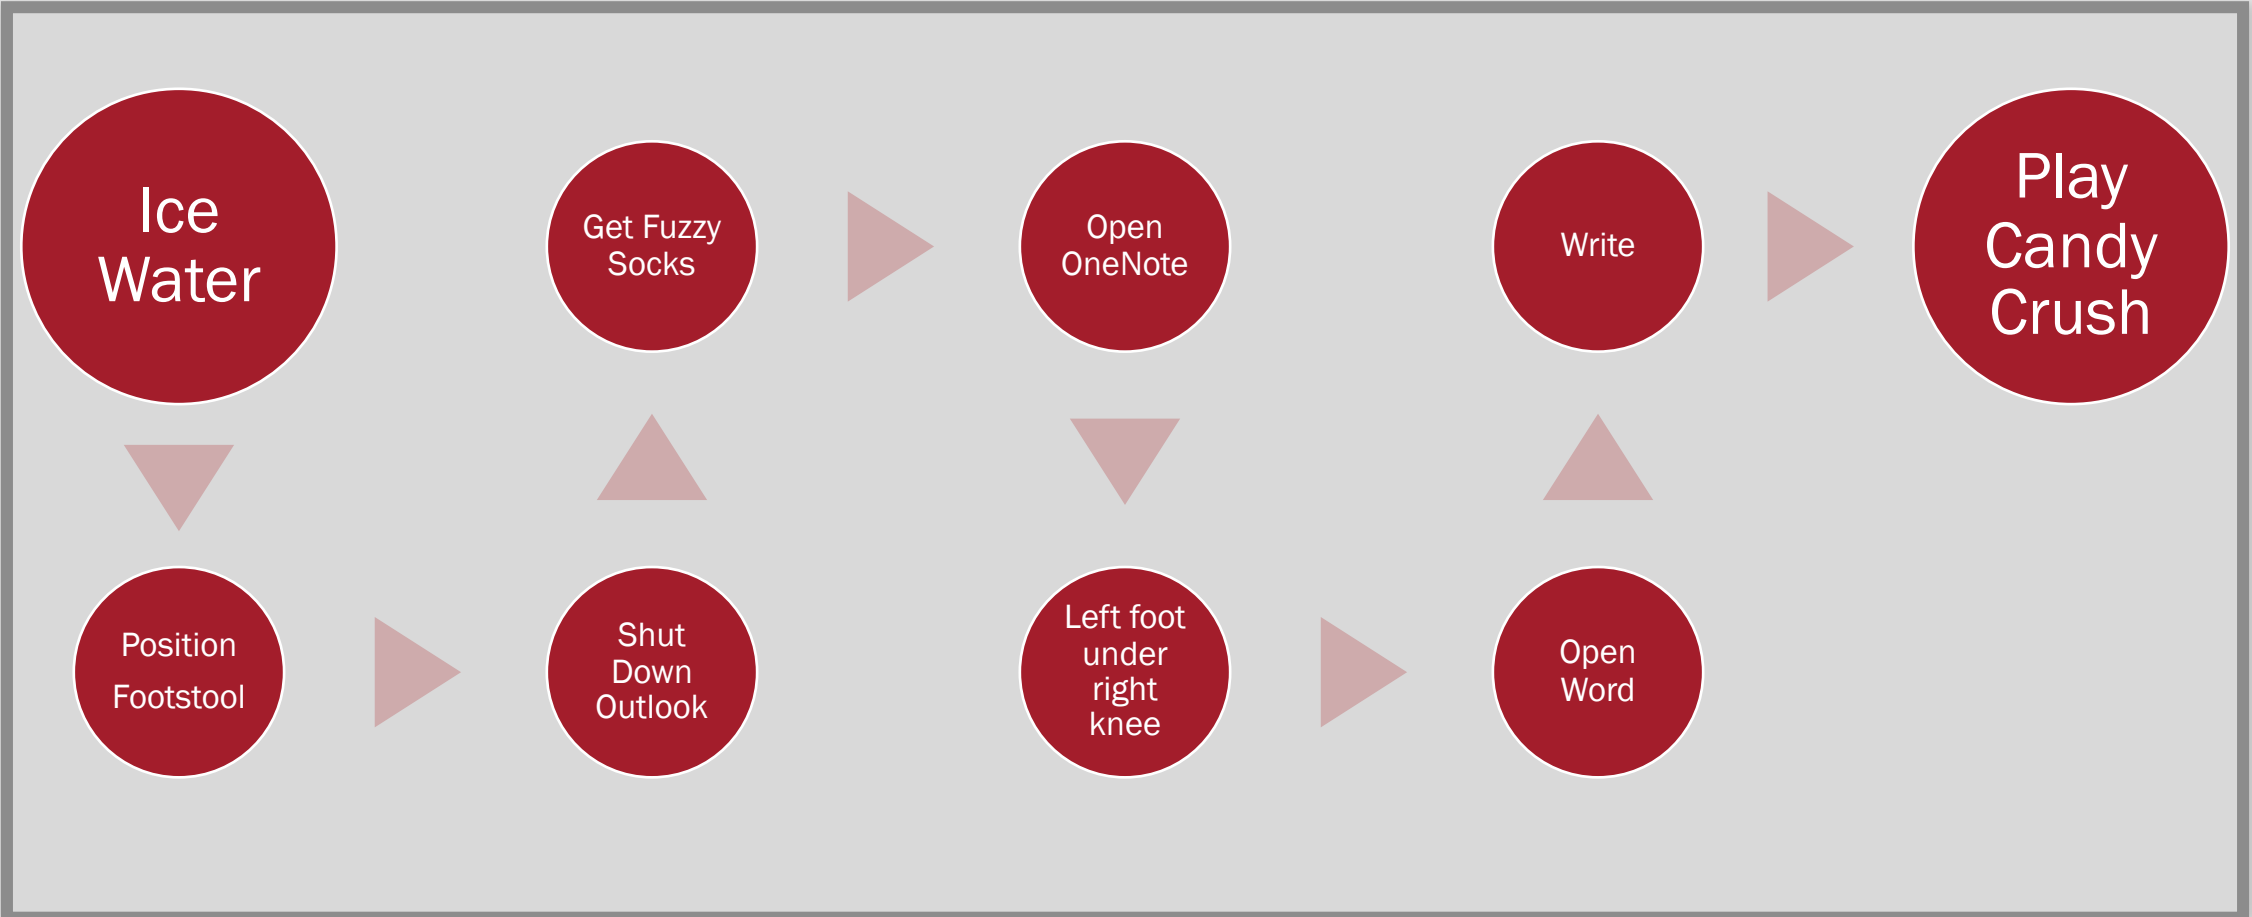 Ice
Water
Position
Footstool
Shut
Down
Outlook
Get Fuzzy
Socks
Open
OneNote
Left foot
under
right
knee
Open
Word
Write
Play
Candy
Crush